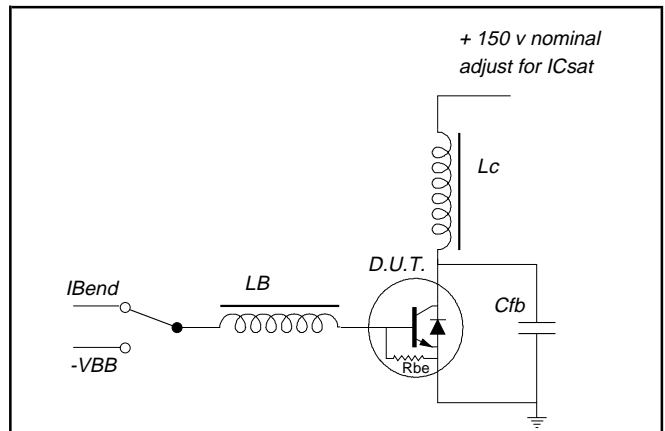 + 150 v nominal
adjust for ICsat
Lc
D.U.T.
LB
IBend
Cfb
-VBB
Rbe